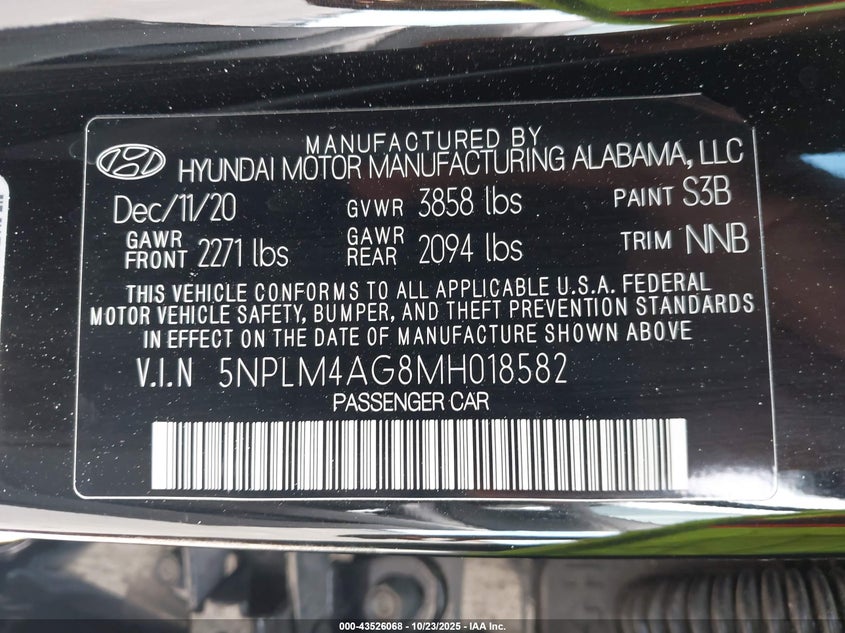 MANUFACTURED BY
HYUNDAI MOTOR MANUFACTURING ALABAMA, LLC
Dec/11/20 GVWR 3858 lbs PAINT S3B
GAWR FRONT 2271 lbs GAWR REAR 2094 lbs TRIM NNB
THIS VEHICLE CONFORMS TO ALL APPLICABLE U.S.A. FEDERAL
MOTOR VEHICLE SAFETY, BUMPER, AND THEFT PREVENTION STANDARDS
IN EFFECT ON THE DATE OF MANUFACTURE SHOWN ABOVE
V.I.N 5NPLM4AG8MH018582
PASSENGER CAR
000-43526068 - 10/23/2025 - IAA Inc.